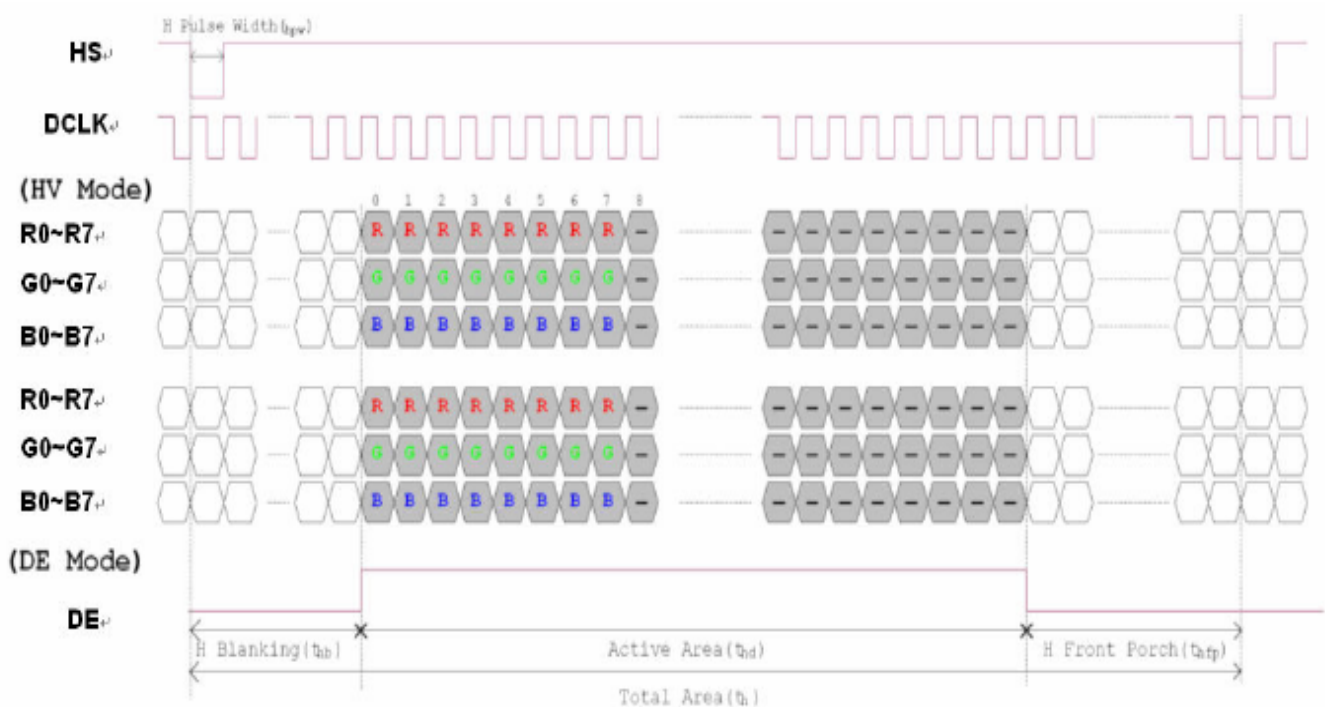 H Pulse Width(thpw)
HS
DCLK
(HV Mode)
0 1 2 3 4 5 6 7 8
R0~R7 R R R R R R R R - - - - - - - - -
G0~G7 G G G G G G G G - - - - - - - - -
B0~B7 B B B B B B B B - - - - - - - - -
R0~R7 R R R R R R R R - - - - - - - - -
G0~G7 G G G G G G G G - - - - - - - - -
B0~B7 B B B B B B B B - - - - - - - - -
(DE Mode)
DE
H Blanking(thb) Active Area(thd) H Front Porch(thfp)
Total Area(th)